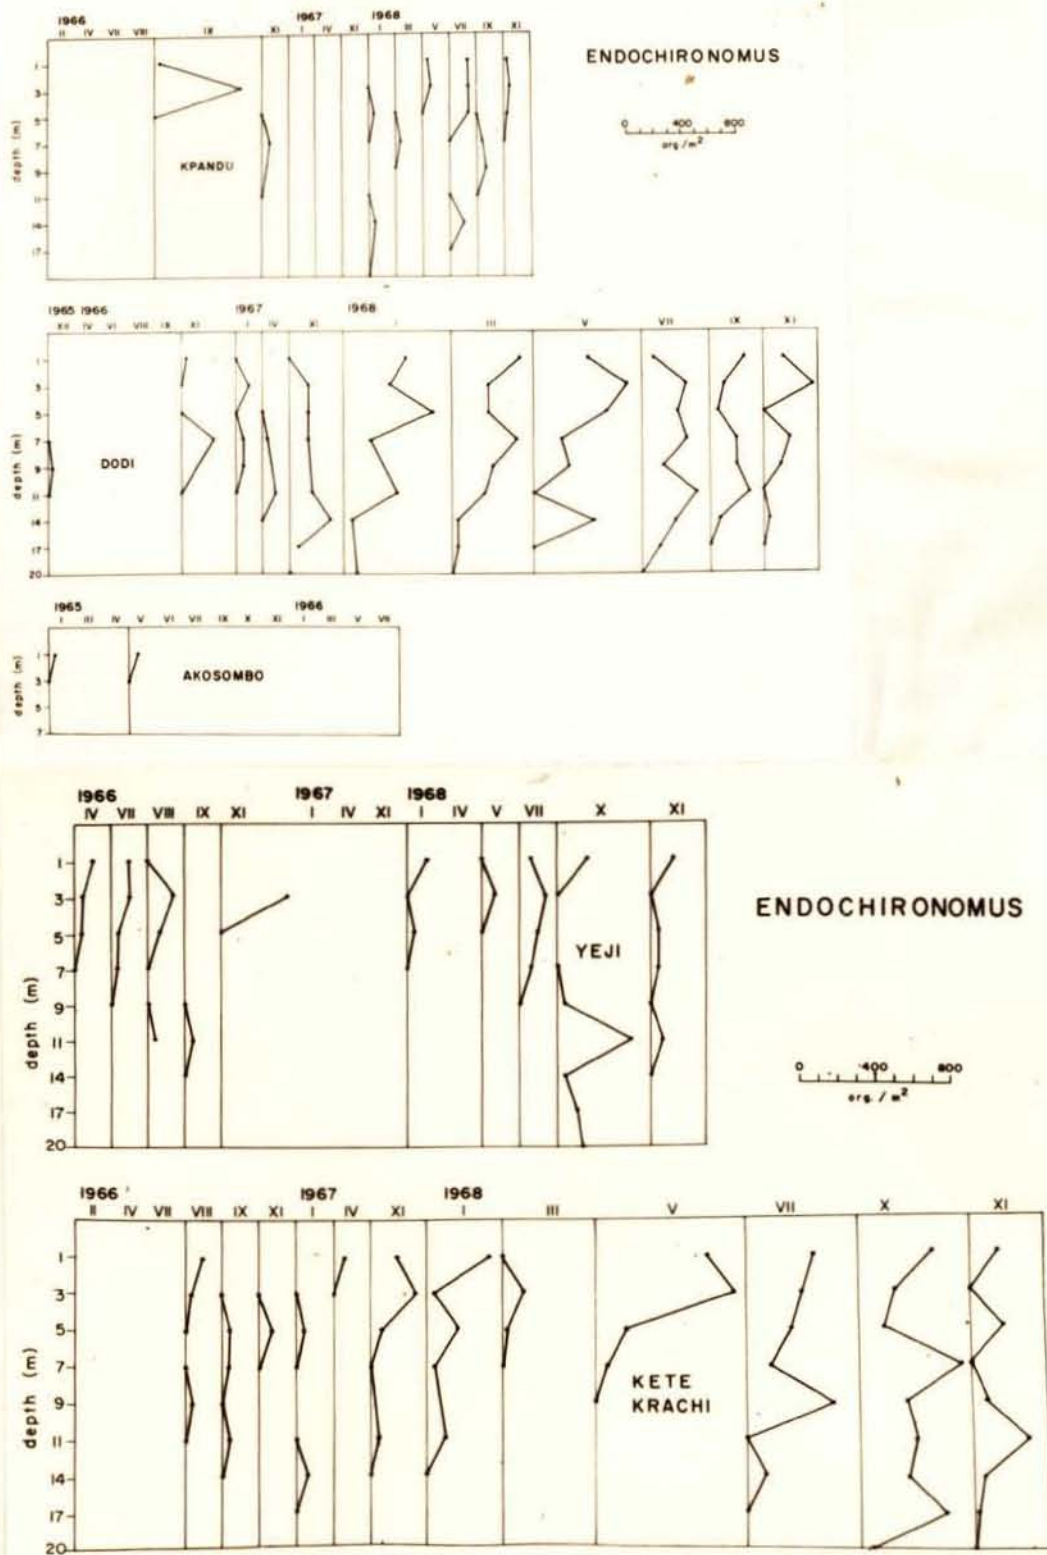 1966 1967 1968
II IV VII VIII IX XI I IV XI I III V VII IX XI
ENDOCHIRONOMUS
1
3
5
7
9
11
14
17
depth (m)
KPANDU
0 400 800
org./m²
1965 1966 1967 1968
XII IV VI VIII IX XI I IV XI I III V VII IX XI
1
3
5
7
9
11
14
17
20
depth (m)
DODI
1965 1966
I III IV V VI VII IX X XI I III V VII
1
3
5
7
depth (m)
AKOSOMBO
1966 1967 1968
IV VII VIII IX XI I IV XI I IV V VII X XI
1
3
5
7
9
11
14
17
20
depth (m)
YEJI
ENDOCHIRONOMUS
0 400 800
org./m²
1966 1967 1968
II IV VII VIII IX XI I IV XI I III V VII X XI
1
3
5
7
9
11
14
17
20
depth (m)
KETE
KRACHI